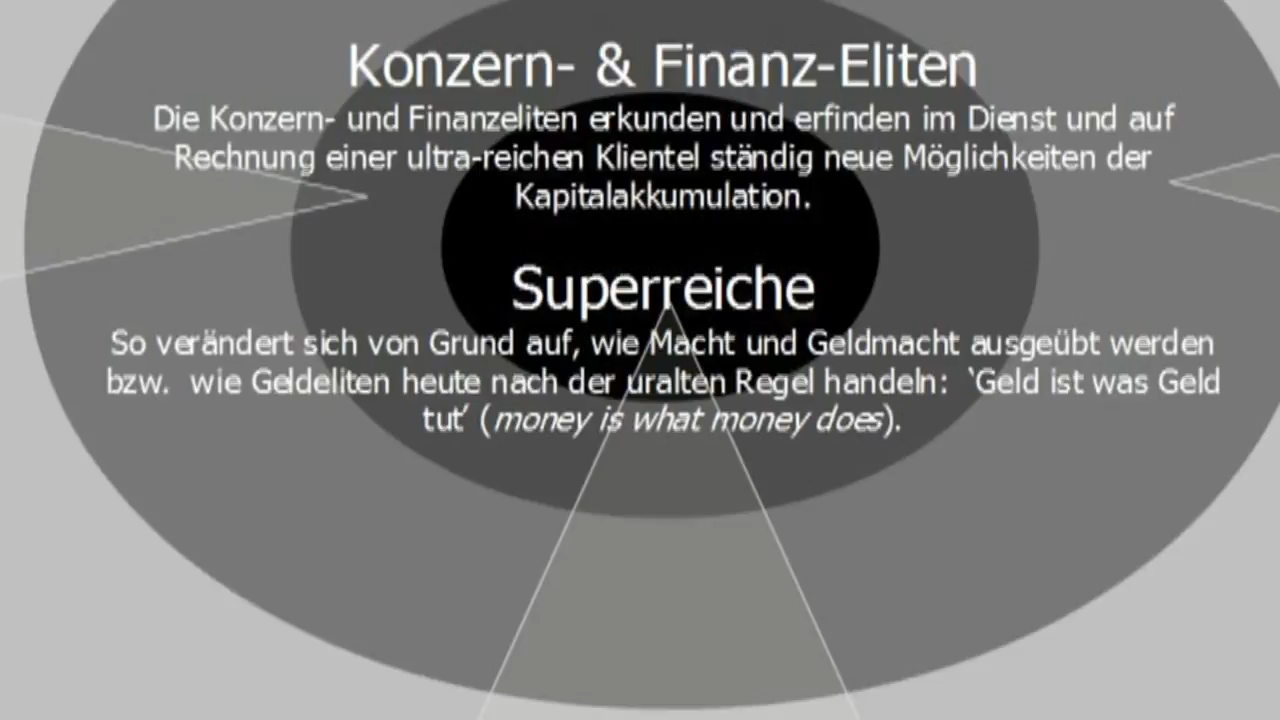 Konzern- & Finanz-Eliten
Die Konzern- und Finanzeliten erkunden und erfinden im Dienst und auf
Rechnung einer ultra-reichen Klientel ständig neue Möglichkeiten der
Kapitalakkumulation.
Superreiche
So verändert sich von Grund auf, wie Macht und Geldmacht ausgeübt werden
bzw. wie Geldeliten heute nach der uralten Regel handeln: ‘Geld ist was Geld
tut’ (money is what money does).